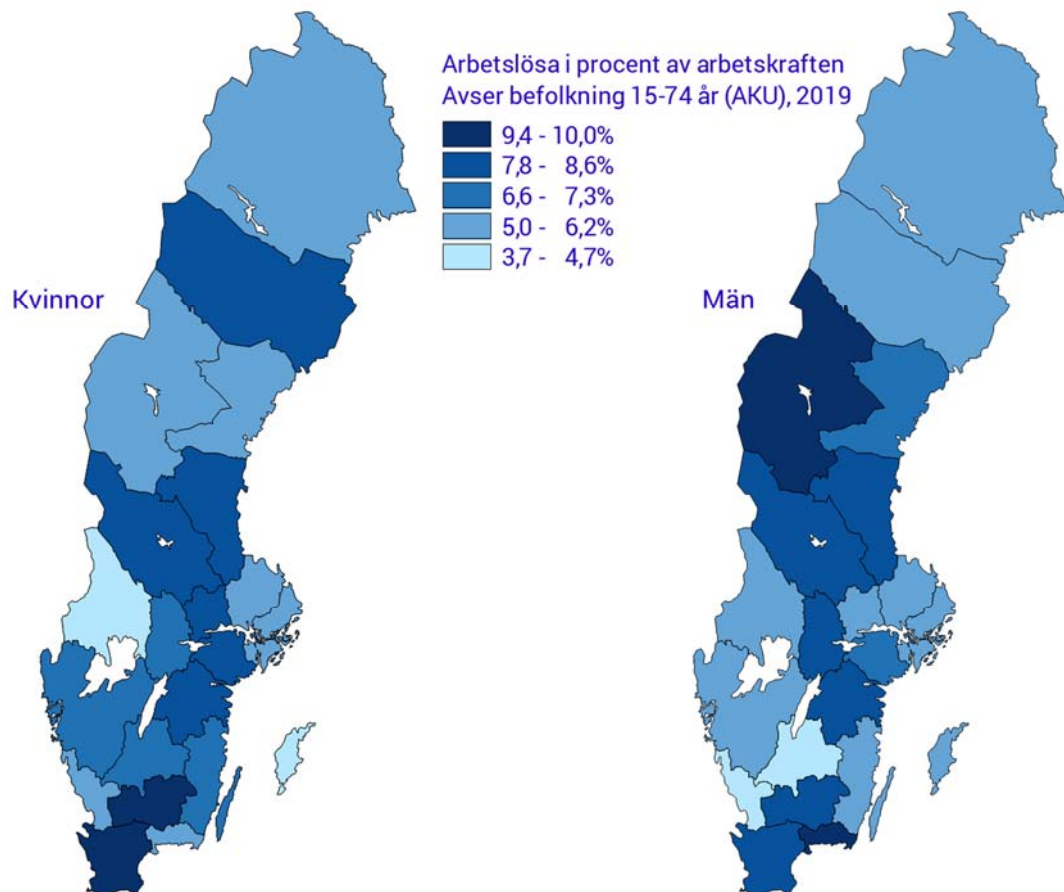 Arbetslösa i procent av arbetskraften
Avser befolkning 15-74 år (AKU), 2019
9,4 - 10,0%
7,8 - 8,6%
6,6 - 7,3%
5,0 - 6,2%
3,7 - 4,7%
Kvinnor
Män